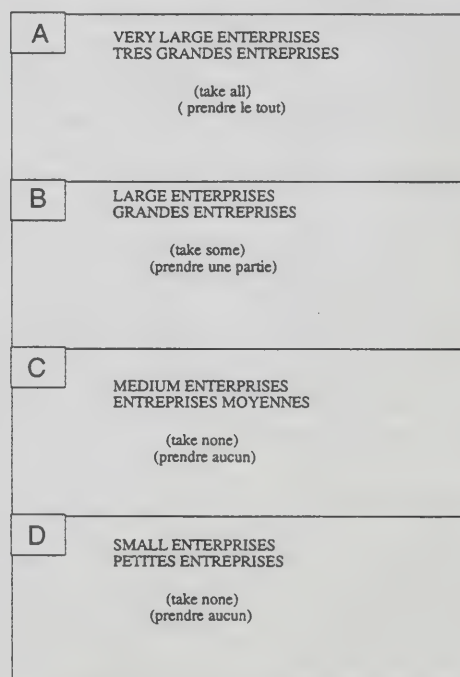 A
VERY LARGE ENTERPRISES
TRES GRANDES ENTREPRISES
(take all)
( prendre le tout)
B
LARGE ENTERPRISES
GRANDES ENTREPRISES
(take some)
(prendre une partie)
C
MEDIUM ENTERPRISES
ENTREPRISES MOYENNES
(take none)
(prendre aucun)
D
SMALL ENTERPRISES
PETITES ENTREPRISES
(take none)
(prendre aucun)